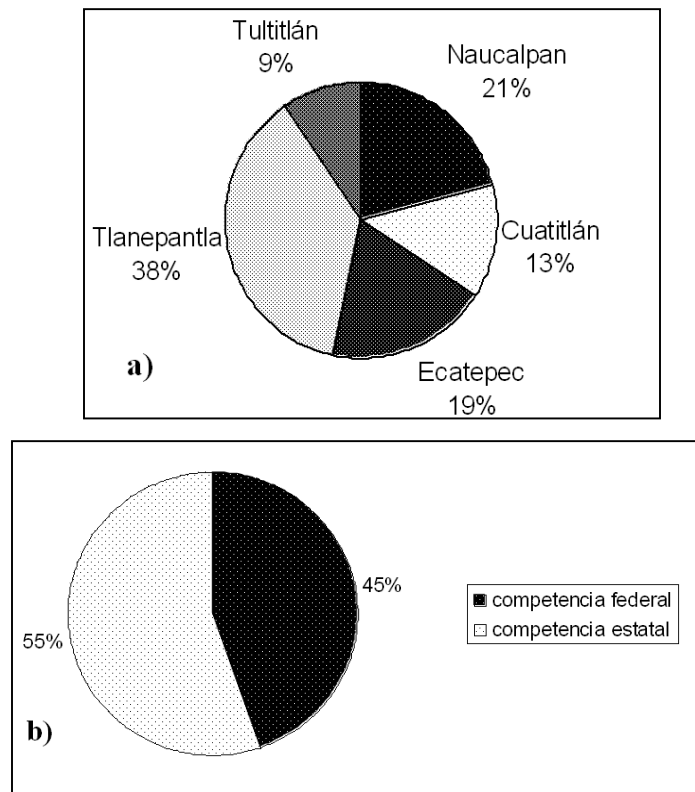 Tultitlán
9%
Naucalpan
21%
Tlanepantla
38%
Cuatitlán
13%
Ecatepec
19%
a)
45%
55%
competencia federal
competencia estatal
b)